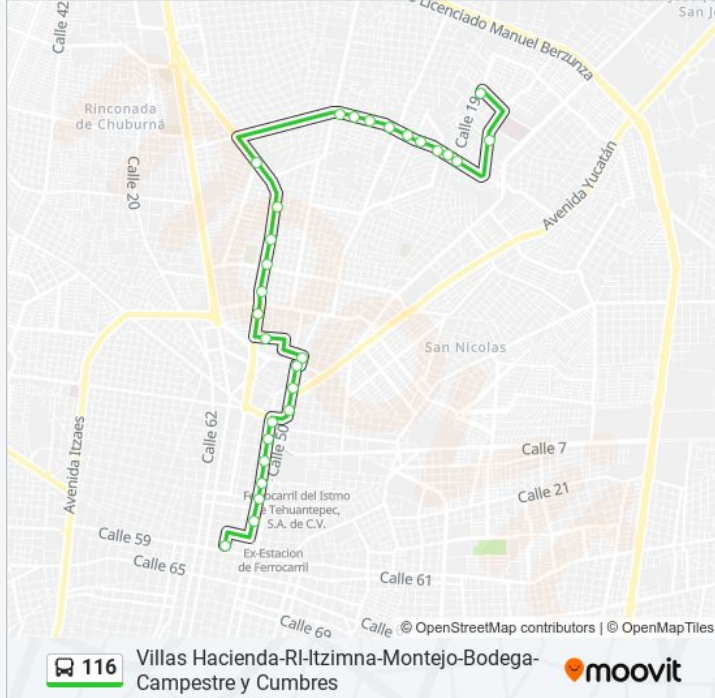 Calle 42
Licenciado Manuel Berzunza
San J
Rinconada
de Chuburná
Calle 19
Calle 20
Avenida Yucatán
San Nicolas
Avenida Itzaes
Calle 62
Calle 50
Calle 7
Calle 21
Ferrocarril del Istmo
e Tehuantepec,
S.A. de C.V.
Calle 59
Calle 65
Ex-Estacion
de Ferrocarril
Calle 61
Calle 69
Calle
© OpenStreetMap contributors | © OpenMapTiles
116
Villas Hacienda-RI-Itzimna-Montejo-Bodega-
Campestre y Cumbres
moovit